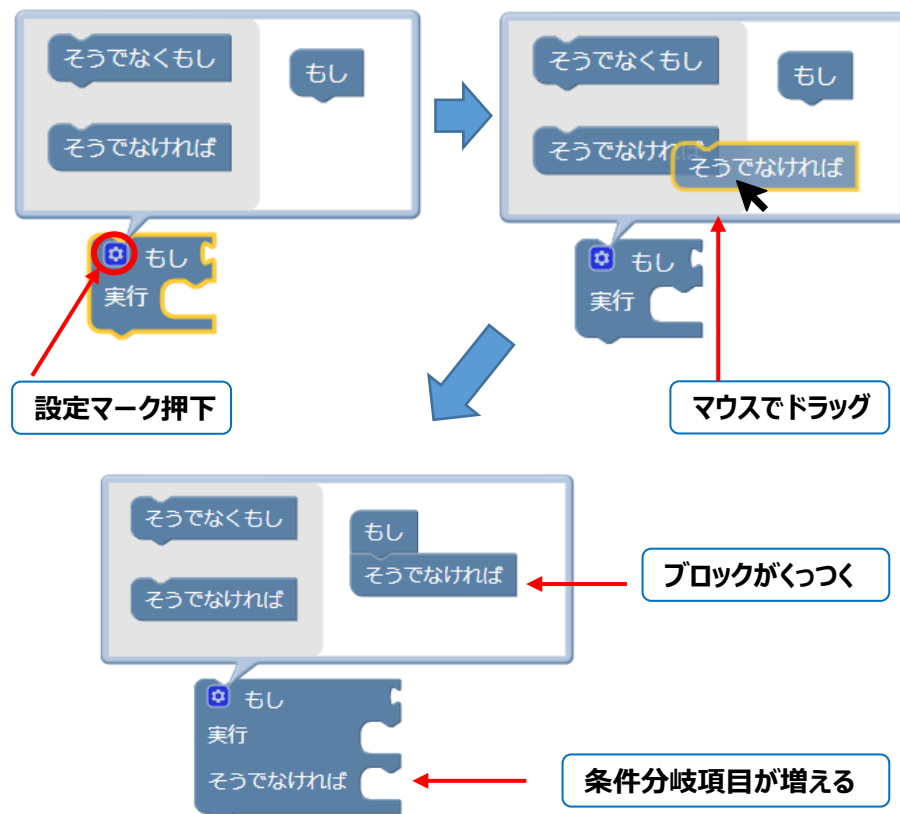 そうでなくもし
もし
そうでなければ
もし
実行
設定マーク押下
そうでなくもし
もし
そうでなければ
そうでなければ
もし
実行
マウスでドラッグ
そうでなくもし
もし
そうでなければ
そうでなければ
ブロックがくっつく
もし
実行
そうでなければ
条件分岐項目が増える